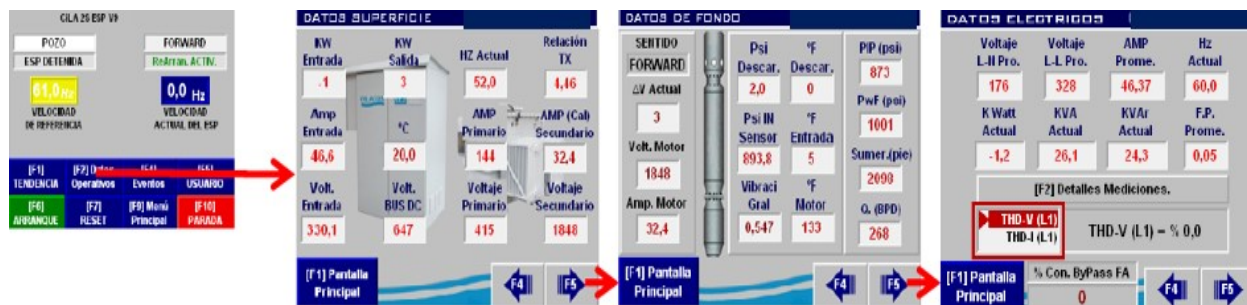 CILA 25 ESP V9
POZO
FORWARD
ESP DETENIDA
ReArran. ACTIV.
61,0 Hz
0,0 Hz
VELOCIDAD
DE REFERENCIA
VELOCIDAD
ACTUAL DEL ESP
[F1]
TENDENCIA
[F2] Datos
Operativos
Eventos
[F5]
USUARIO
[F6]
ARRANQUE
[F7]
RESET
[F9] Menú
Principal
[F10]
PARADA
DATOS SUPERFICIE
KW
Entrada
KW
Salida
HZ Actual
Relación
TX
-1
3
52,0
4,46
Amp
Entrada
°C
AMP
Primario
AMP (Cal)
Secundario
46,6
20,0
144
32,4
Volt.
Entrada
Volt.
BUS DC
Voltaje
Primario
Voltaje
Secundario
330,1
647
415
1848
[F1] Pantalla
Principal
F4
F5
DATOS DE FONDO
SENTIDO
FORWARD
ΔV Actual
3
Volt. Motor
1848
Amp. Motor
32,4
Psi
Descar.
°F
Descar.
2,0
0
Psi IN
Sensor
°F
Entrada
893,8
5
Vibraci
Gral
°F
Motor
0,547
133
PIP (psi)
873
PwF (psi)
1001
Sumer.(pie)
2098
Q. (BPD)
268
[F1] Pantalla
Principal
F4
F5
DATOS ELECTRICOS
Voltaje
L-N Pro.
Voltaje
L-L Pro.
AMP
Prome.
Hz
Actual
176
328
46,37
60,0
K Watt
Actual
KVA
Actual
KVAr
Actual
F.P.
Prome.
-1,2
26,1
24,3
0,05
[F2] Detalles Mediciones.
THD-V (L1)
THD-I (L1)
THD-V (L1) = % 0,0
[F1] Pantalla
Principal
% Con. ByPass FA
0
F4
F5